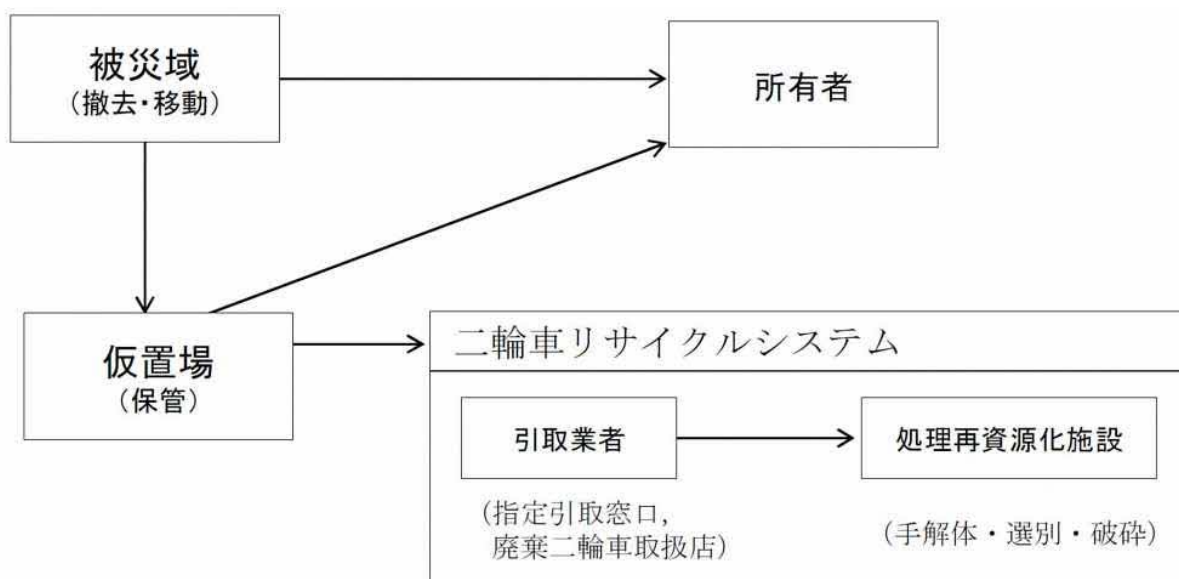 被災域
（撤去・移動）
所有者
仮置場
（保管）
二輪車リサイクルシステム
引取業者
処理再資源化施設
（指定引取窓口，
廃棄二輪車取扱店）
（手解体・選別・破砕）